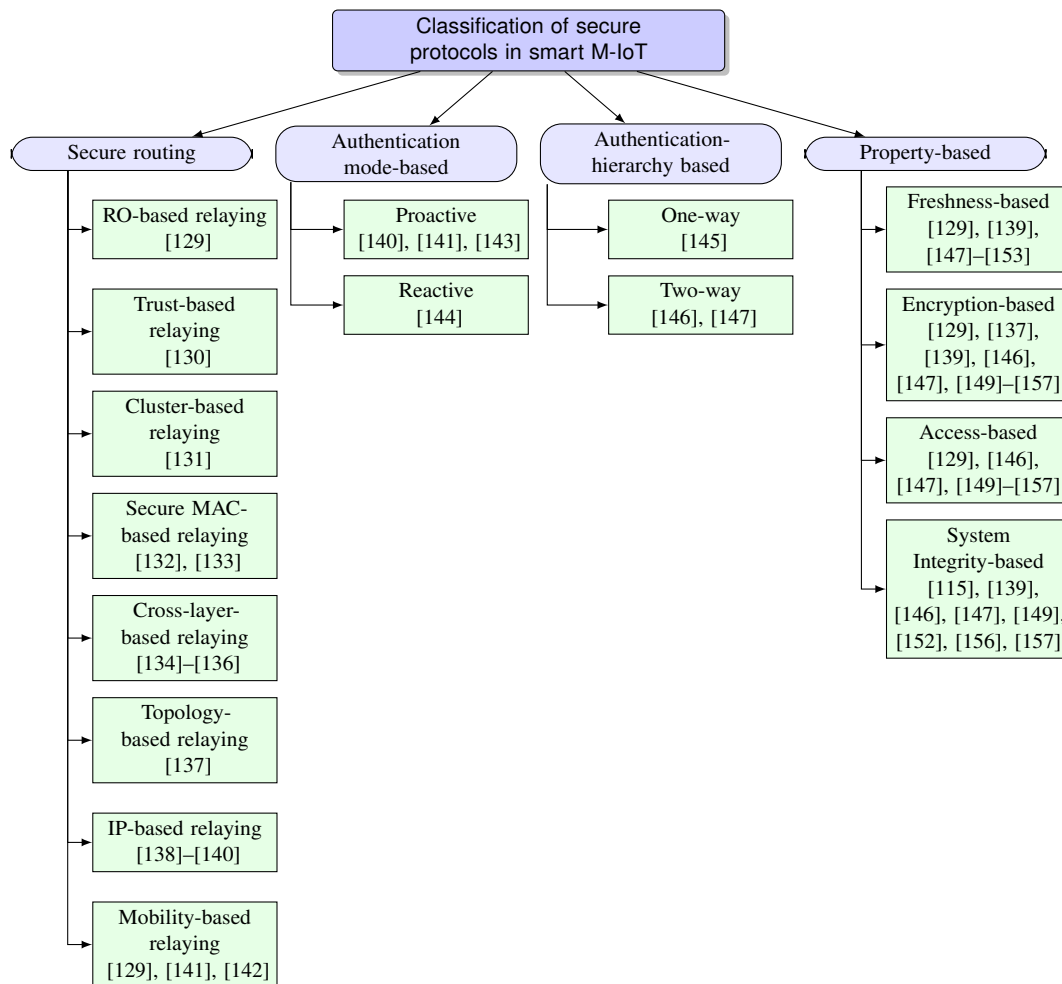 Classification of secure
protocols in smart M-IoT
Secure routing
RO-based relaying
[129]
Trust-based
relaying
[130]
Cluster-based
relaying
[131]
Secure MAC-
based relaying
[132], [133]
Cross-layer-
based relaying
[134]–[136]
Topology-
based relaying
[137]
IP-based relaying
[138]–[140]
Mobility-based
relaying
[129], [141], [142]
Authentication
mode-based
Proactive
[140], [141], [143]
Reactive
[144]
Authentication-
hierarchy based
One-way
[145]
Two-way
[146], [147]
Property-based
Freshness-based
[129], [139],
[147]–[153]
Encryption-based
[129], [137],
[139], [146],
[147], [149]–[157]
Access-based
[129], [146],
[147], [149]–[157]
System
Integrity-based
[115], [139],
[146], [147], [149],
[152], [156], [157]